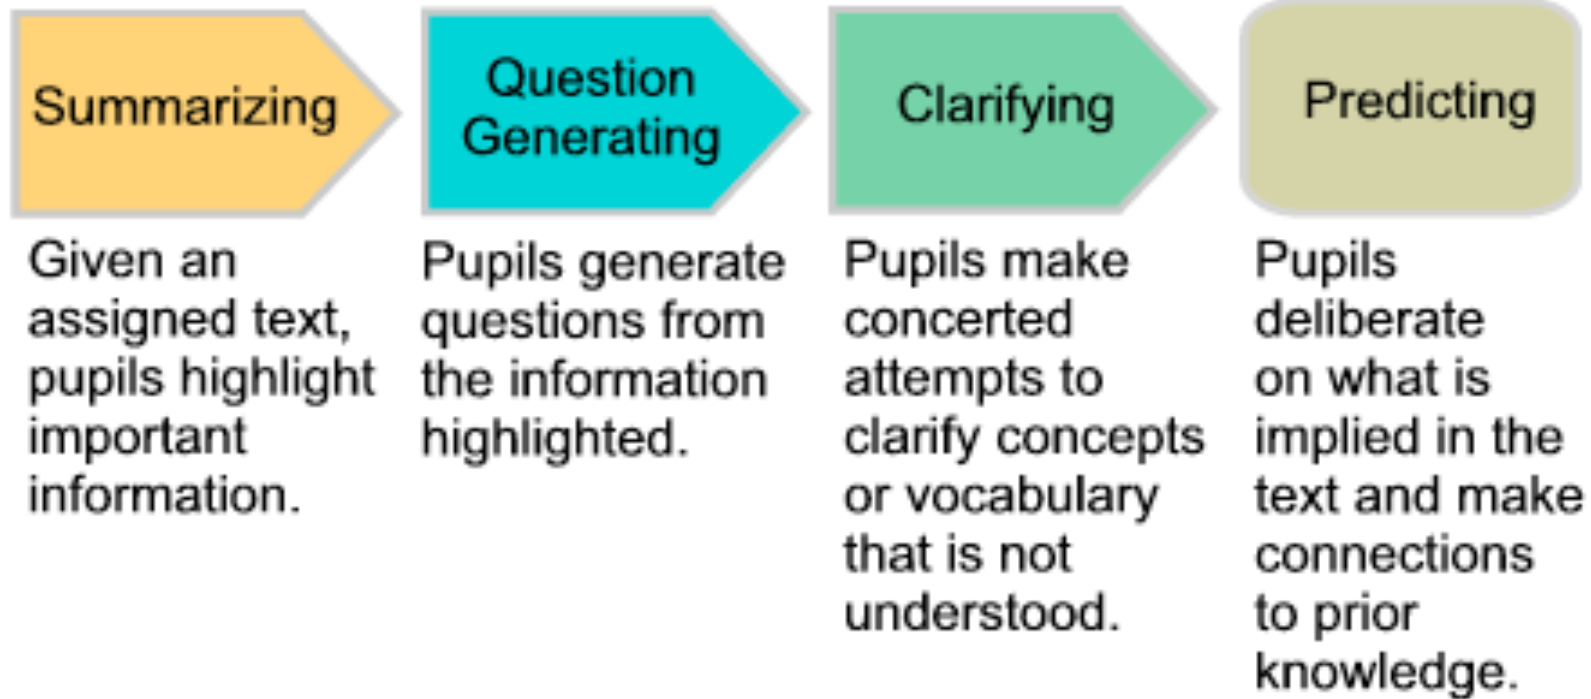 Summarizing
Question
Generating
Clarifying
Predicting
Given an
assigned text,
pupils highlight
important
information.
Pupils generate
questions from
the information
highlighted.
Pupils make
concerted
attempts to
clarify concepts
or vocabulary
that is not
understood.
Pupils
deliberate
on what is
implied in the
text and make
connections
to prior
knowledge.